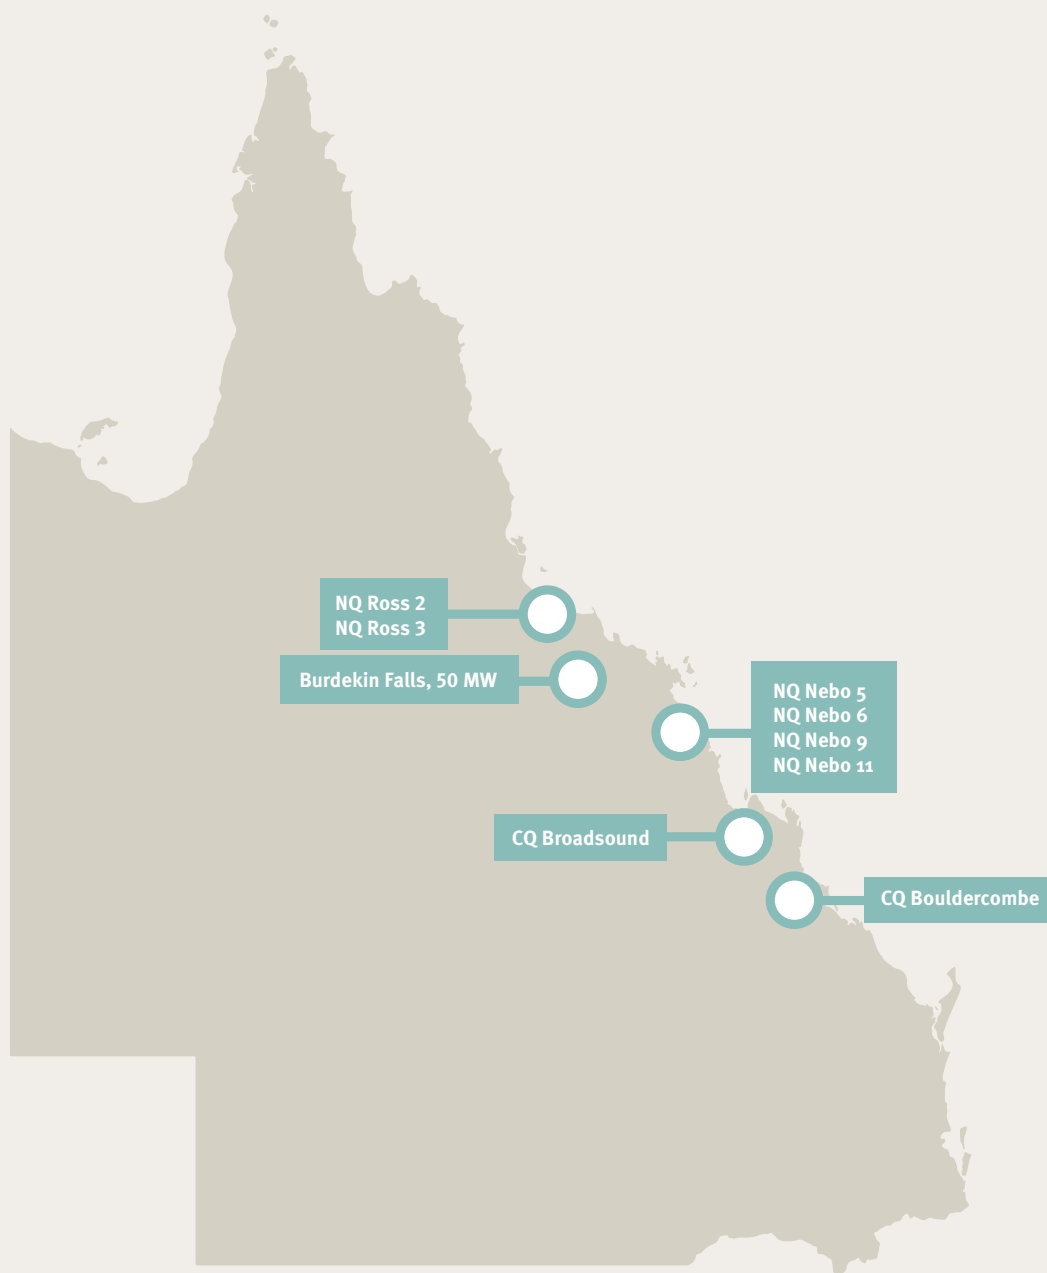 NQ Ross 2
NQ Ross 3
Burdekin Falls, 50 MW
NQ Nebo 5
NQ Nebo 6
NQ Nebo 9
NQ Nebo 11
CQ Broadsound
CQ Bouldercombe